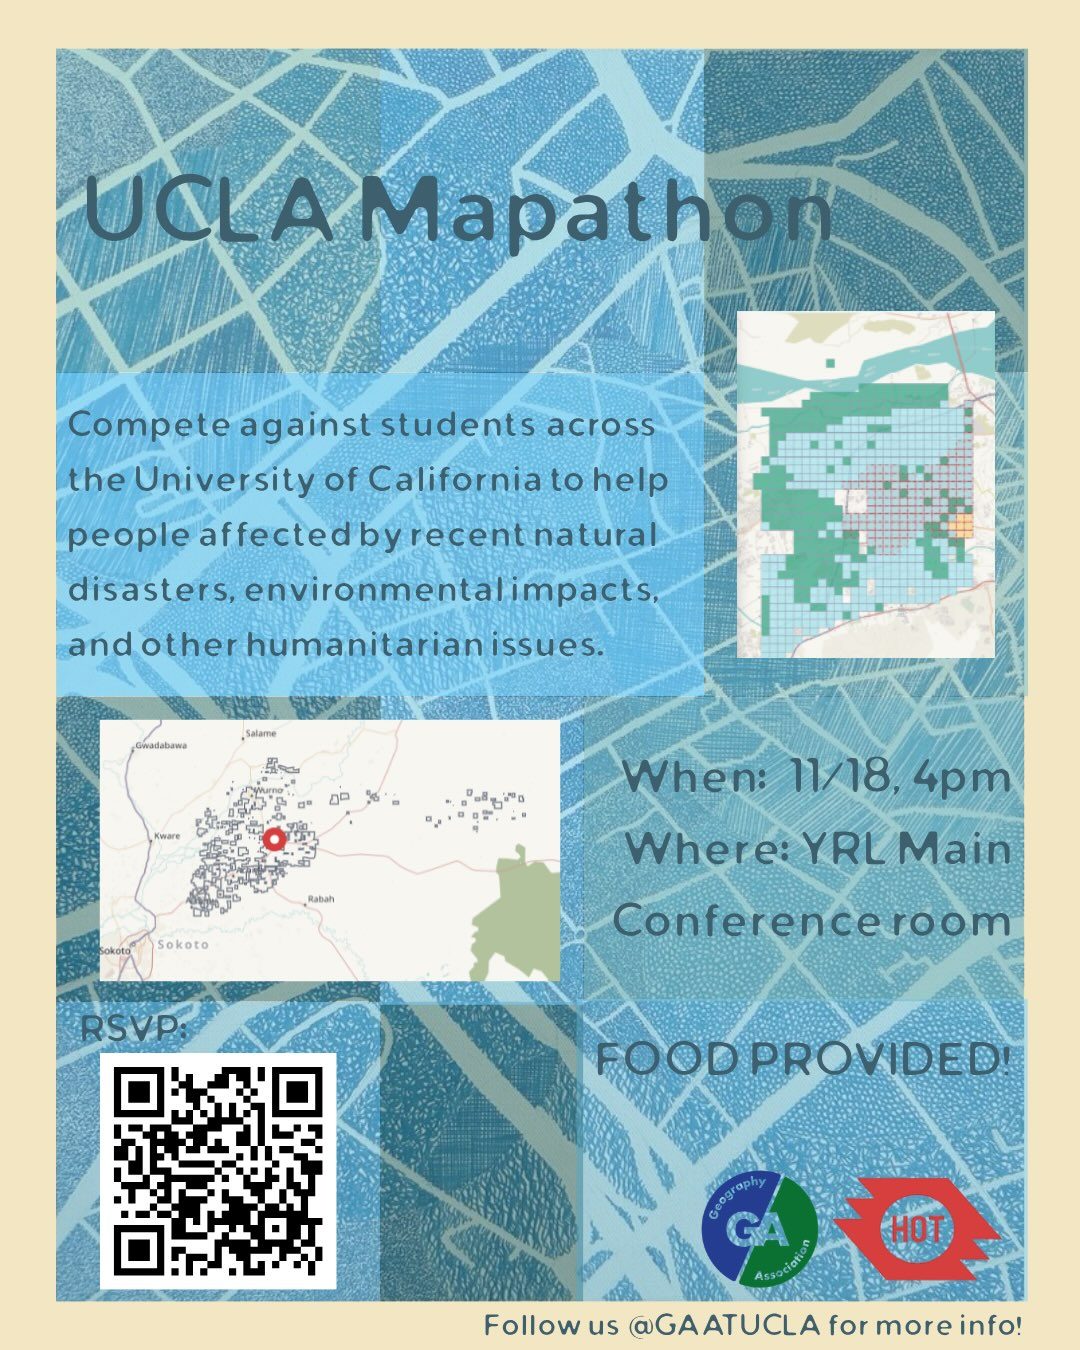 UCLA Mapathon
Compete against students across
the University of California to help
people affected by recent natural
disasters, environmental impacts,
and other humanitarian issues.
Gwadabawa
Salame
Wurno
Kware
Rabah
Sokoto
Sokoto
When: 11/18, 4pm
Where: YRL Main
Conference room
RSVP:
FOOD PROVIDED!
Geography
GA
Association
HOT
Follow us @GAATUCLA for more info!